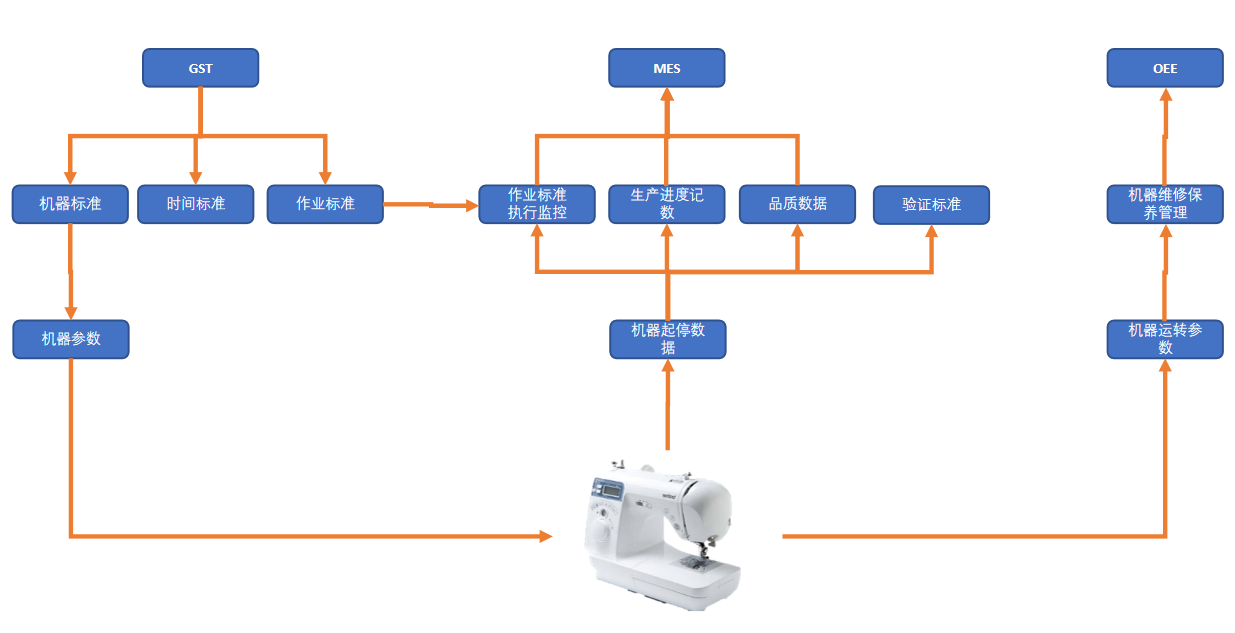 GST
MES
OEE
机器标准
时间标准
作业标准
作业标准
执行监控
生产进度记
数
品质数据
验证标准
机器维修保
养管理
机器参数
机器起停数
据
机器运转参
数